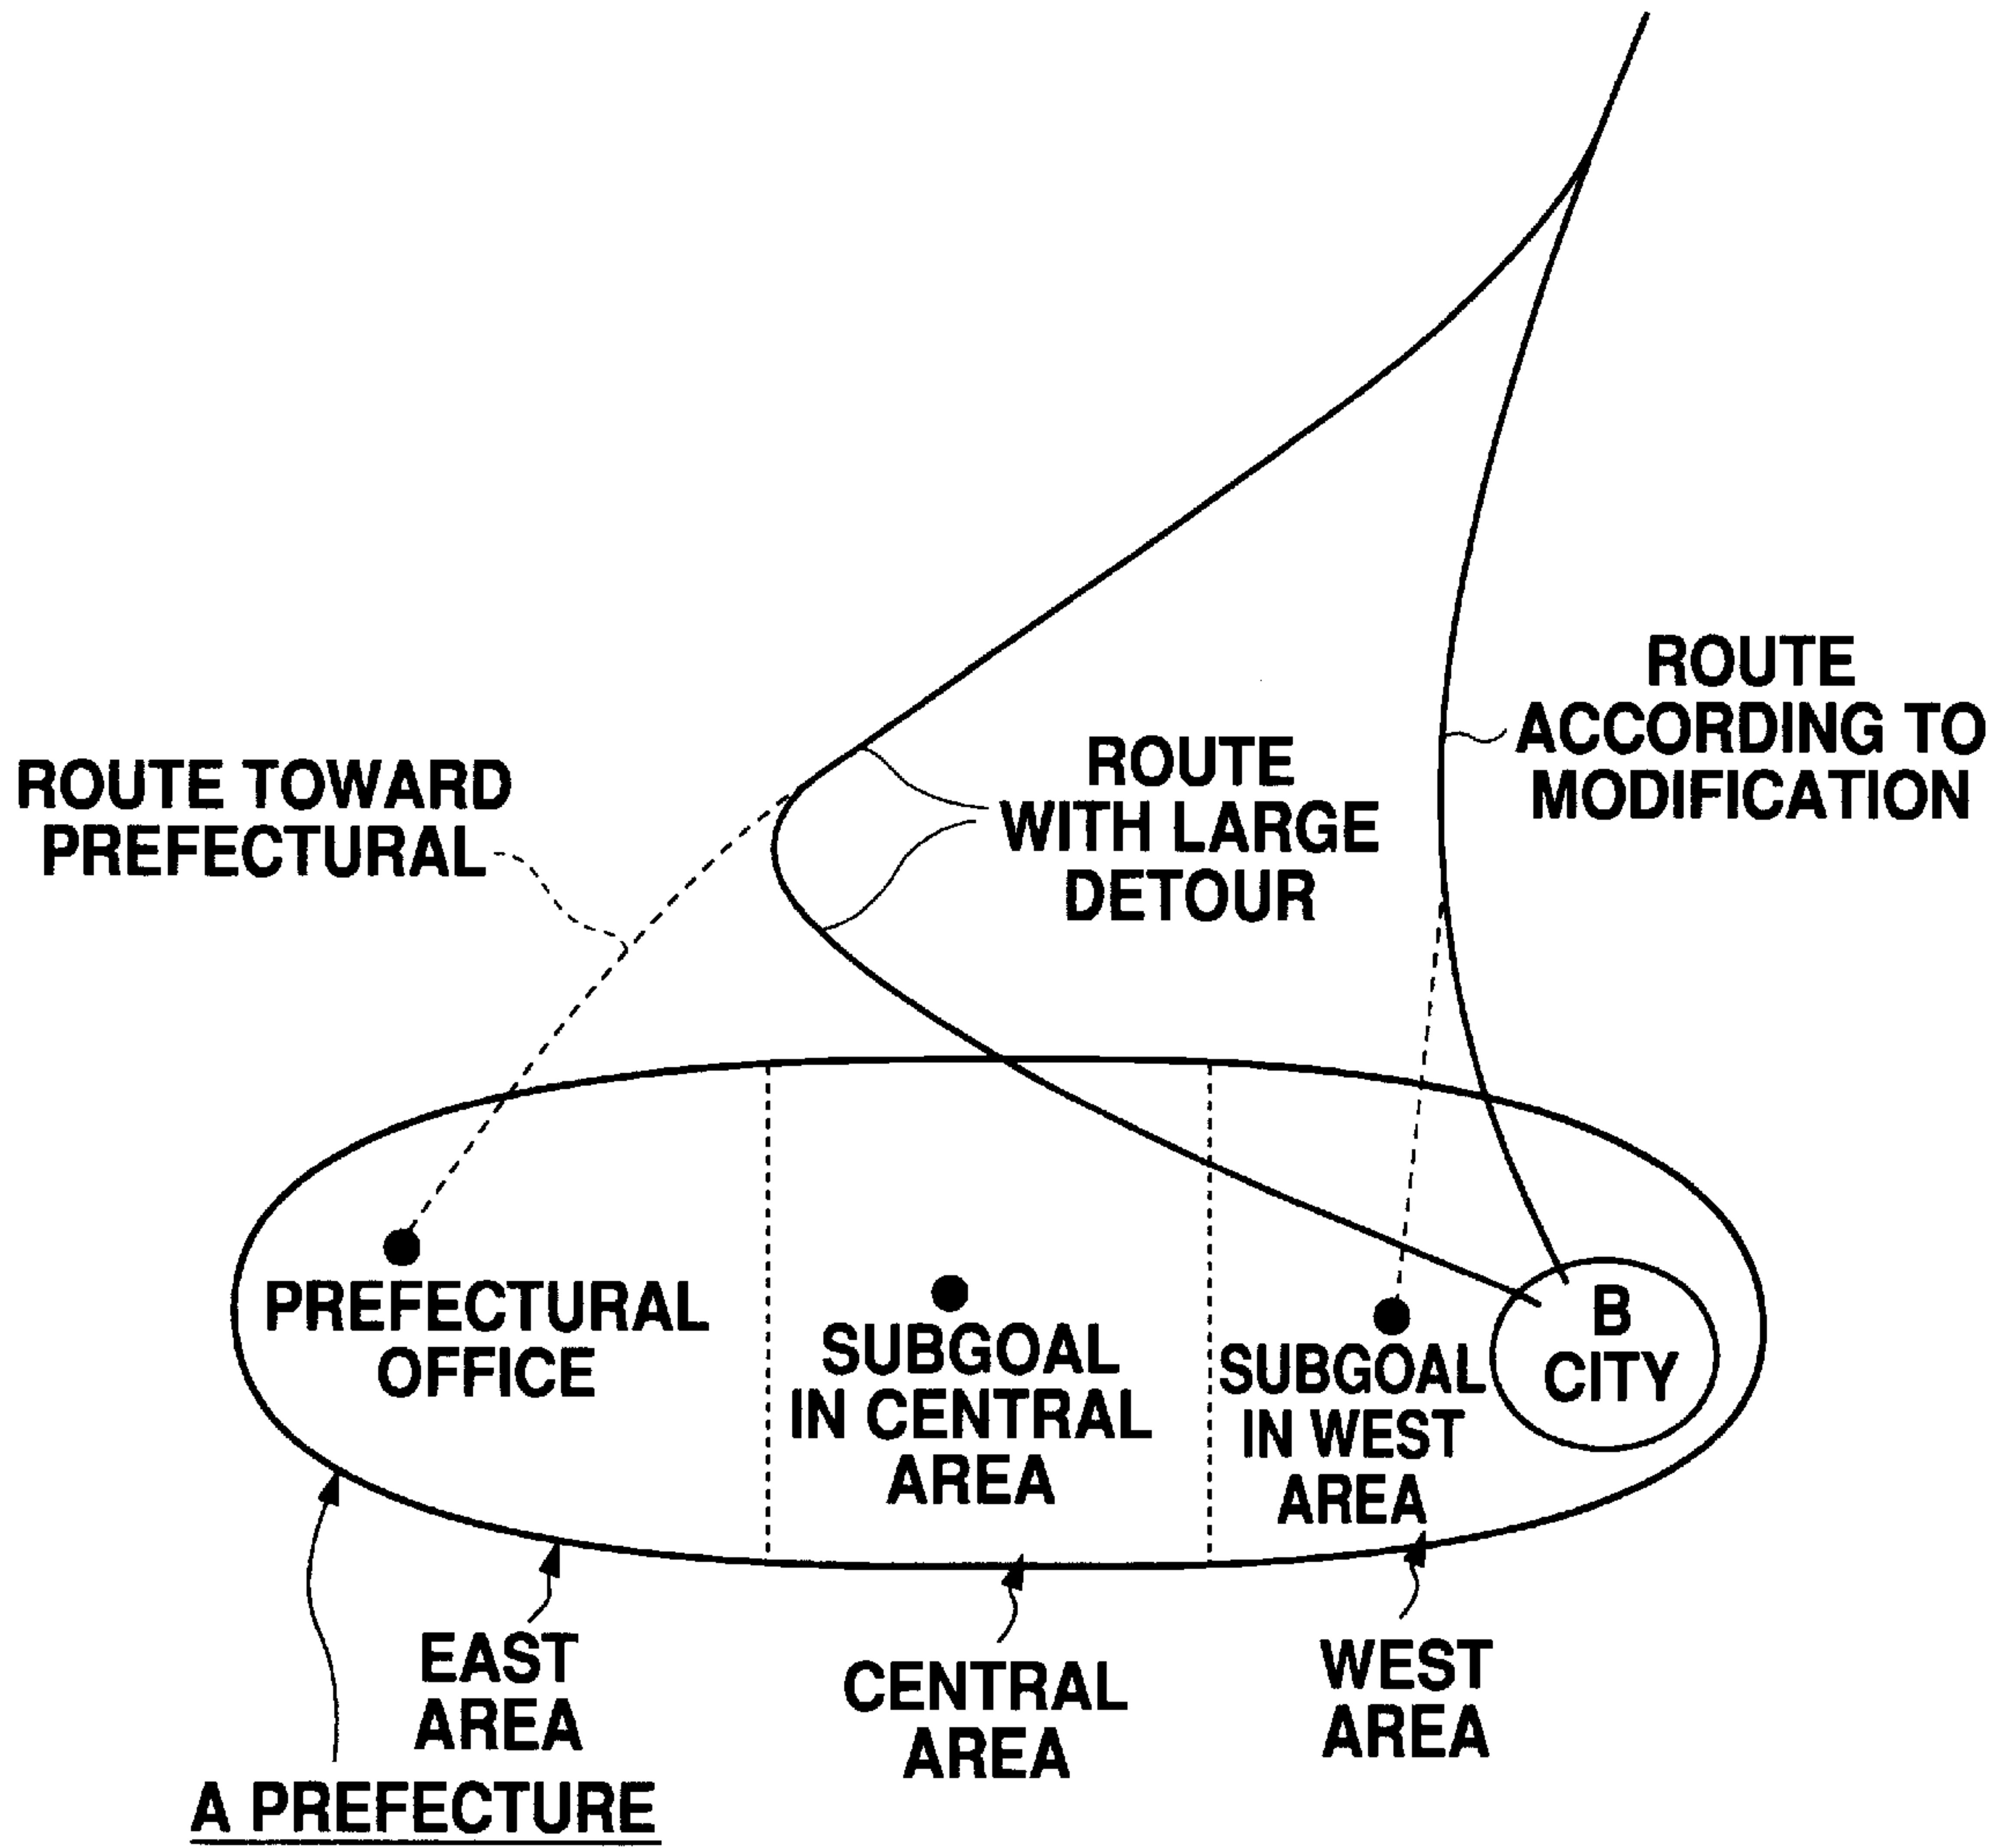 ROUTE
ACCORDING TO
MODIFICATION
ROUTE TOWARD
PREFECTURAL
ROUTE
WITH LARGE
DETOUR
PREFECTURAL
OFFICE
SUBGOAL
IN CENTRAL
AREA
SUBGOAL
IN WEST
AREA
B
CITY
EAST
AREA
CENTRAL
AREA
WEST
AREA
A PREFECTURE